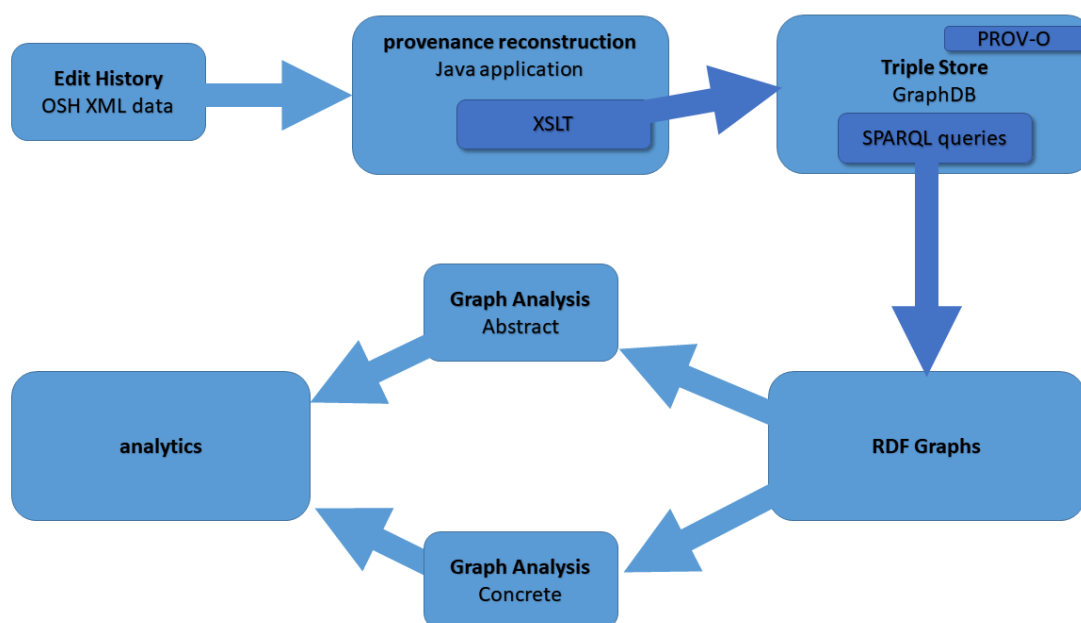 Edit History
OSH XML data
provenance reconstruction
Java application
XSLT
PROV-O
Triple Store
GraphDB
SPARQL queries
Graph Analysis
Abstract
analytics
RDF Graphs
Graph Analysis
Concrete